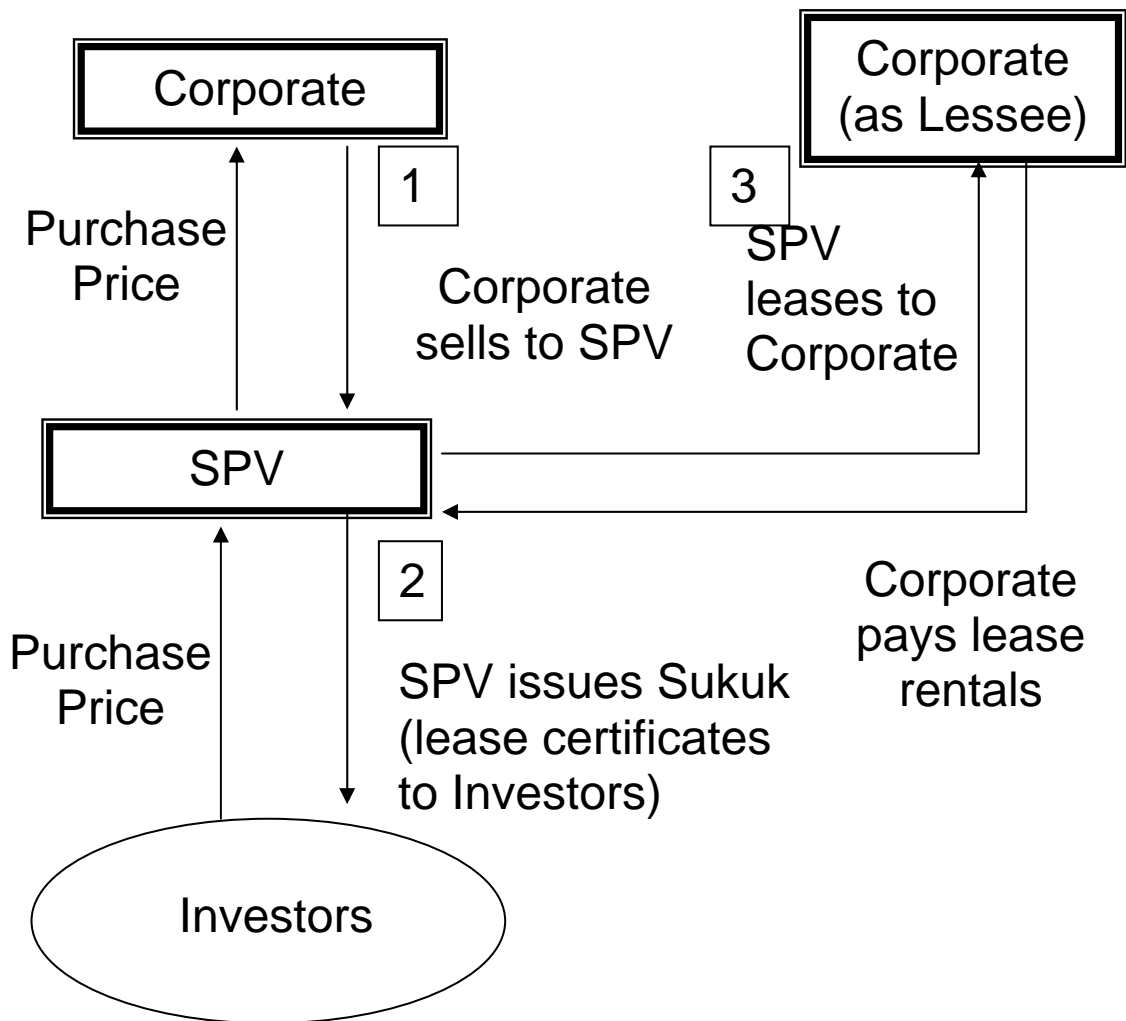 Corporate
Corporate
(as Lessee)
1
3
Purchase
Price
Corporate
sells to SPV
SPV
leases to
Corporate
SPV
2
Purchase
Price
SPV issues Sukuk
(lease certificates
to Investors)
Corporate
pays lease
rentals
Investors